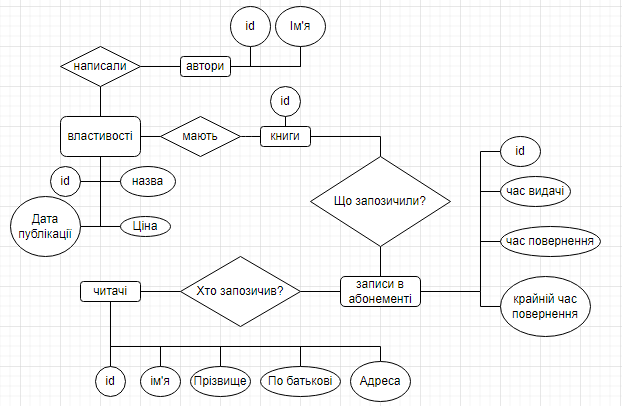 id
Ім'я
написали
автори
id
властивості
мають
книги
id
id
назва
час видачі
Що запозичили?
Дата
публікації
Ціна
час повернення
читачі
Хто запозичив?
записи в
абонементі
крайній час
повернення
id
ім'я
Прізвище
По батькові
Адреса